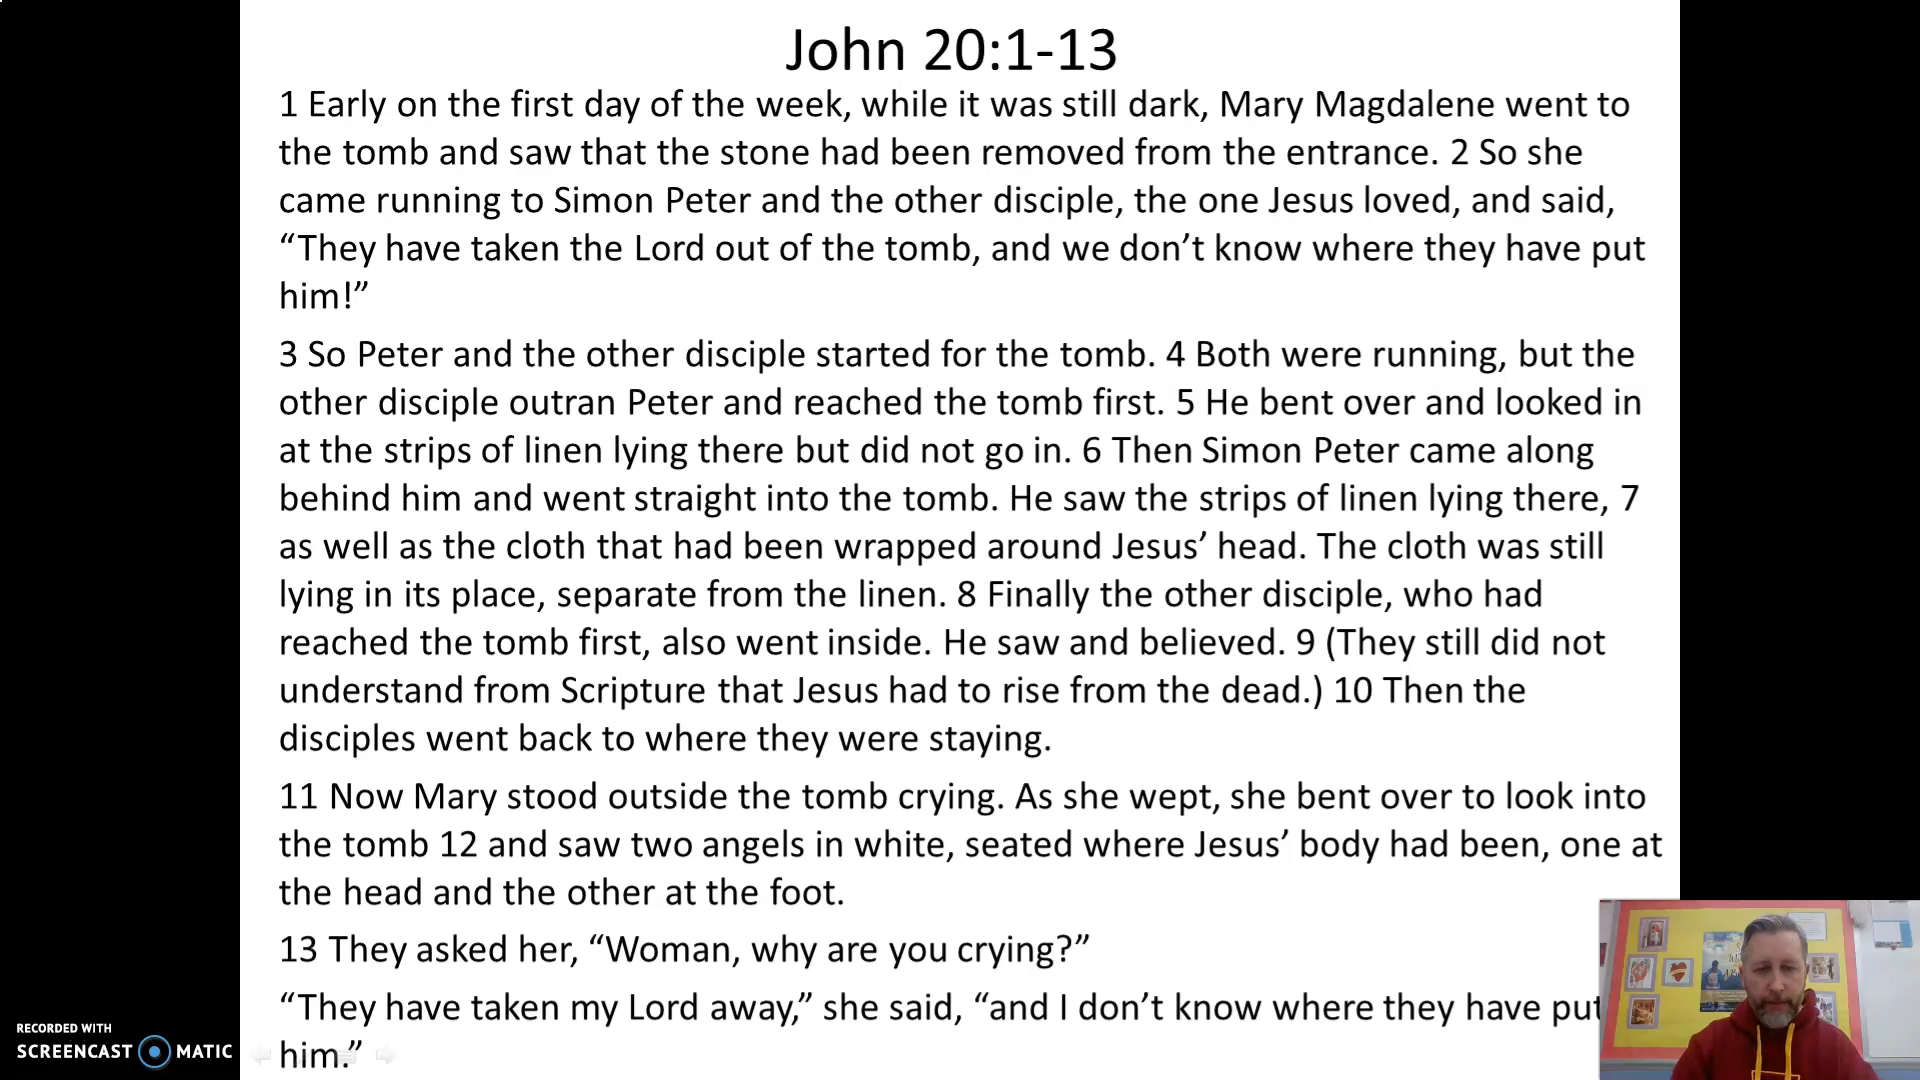 John 20:1-13
1 Early on the first day of the week, while it was still dark, Mary Magdalene went to
the tomb and saw that the stone had been removed from the entrance. 2 So she
came running to Simon Peter and the other disciple, the one Jesus loved, and said,
“They have taken the Lord out of the tomb, and we don’t know where they have put
him!”
3 So Peter and the other disciple started for the tomb. 4 Both were running, but the
other disciple outran Peter and reached the tomb first. 5 He bent over and looked in
at the strips of linen lying there but did not go in. 6 Then Simon Peter came along
behind him and went straight into the tomb. He saw the strips of linen lying there, 7
as well as the cloth that had been wrapped around Jesus’ head. The cloth was still
lying in its place, separate from the linen. 8 Finally the other disciple, who had
reached the tomb first, also went inside. He saw and believed. 9 (They still did not
understand from Scripture that Jesus had to rise from the dead.) 10 Then the
disciples went back to where they were staying.
11 Now Mary stood outside the tomb crying. As she wept, she bent over to look into
the tomb 12 and saw two angels in white, seated where Jesus’ body had been, one at
the head and the other at the foot.
13 They asked her, “Woman, why are you crying?”
“They have taken my Lord away,” she said, “and I don’t know where they have put
him.”
RECORDED WITH
SCREENCAST MATIC